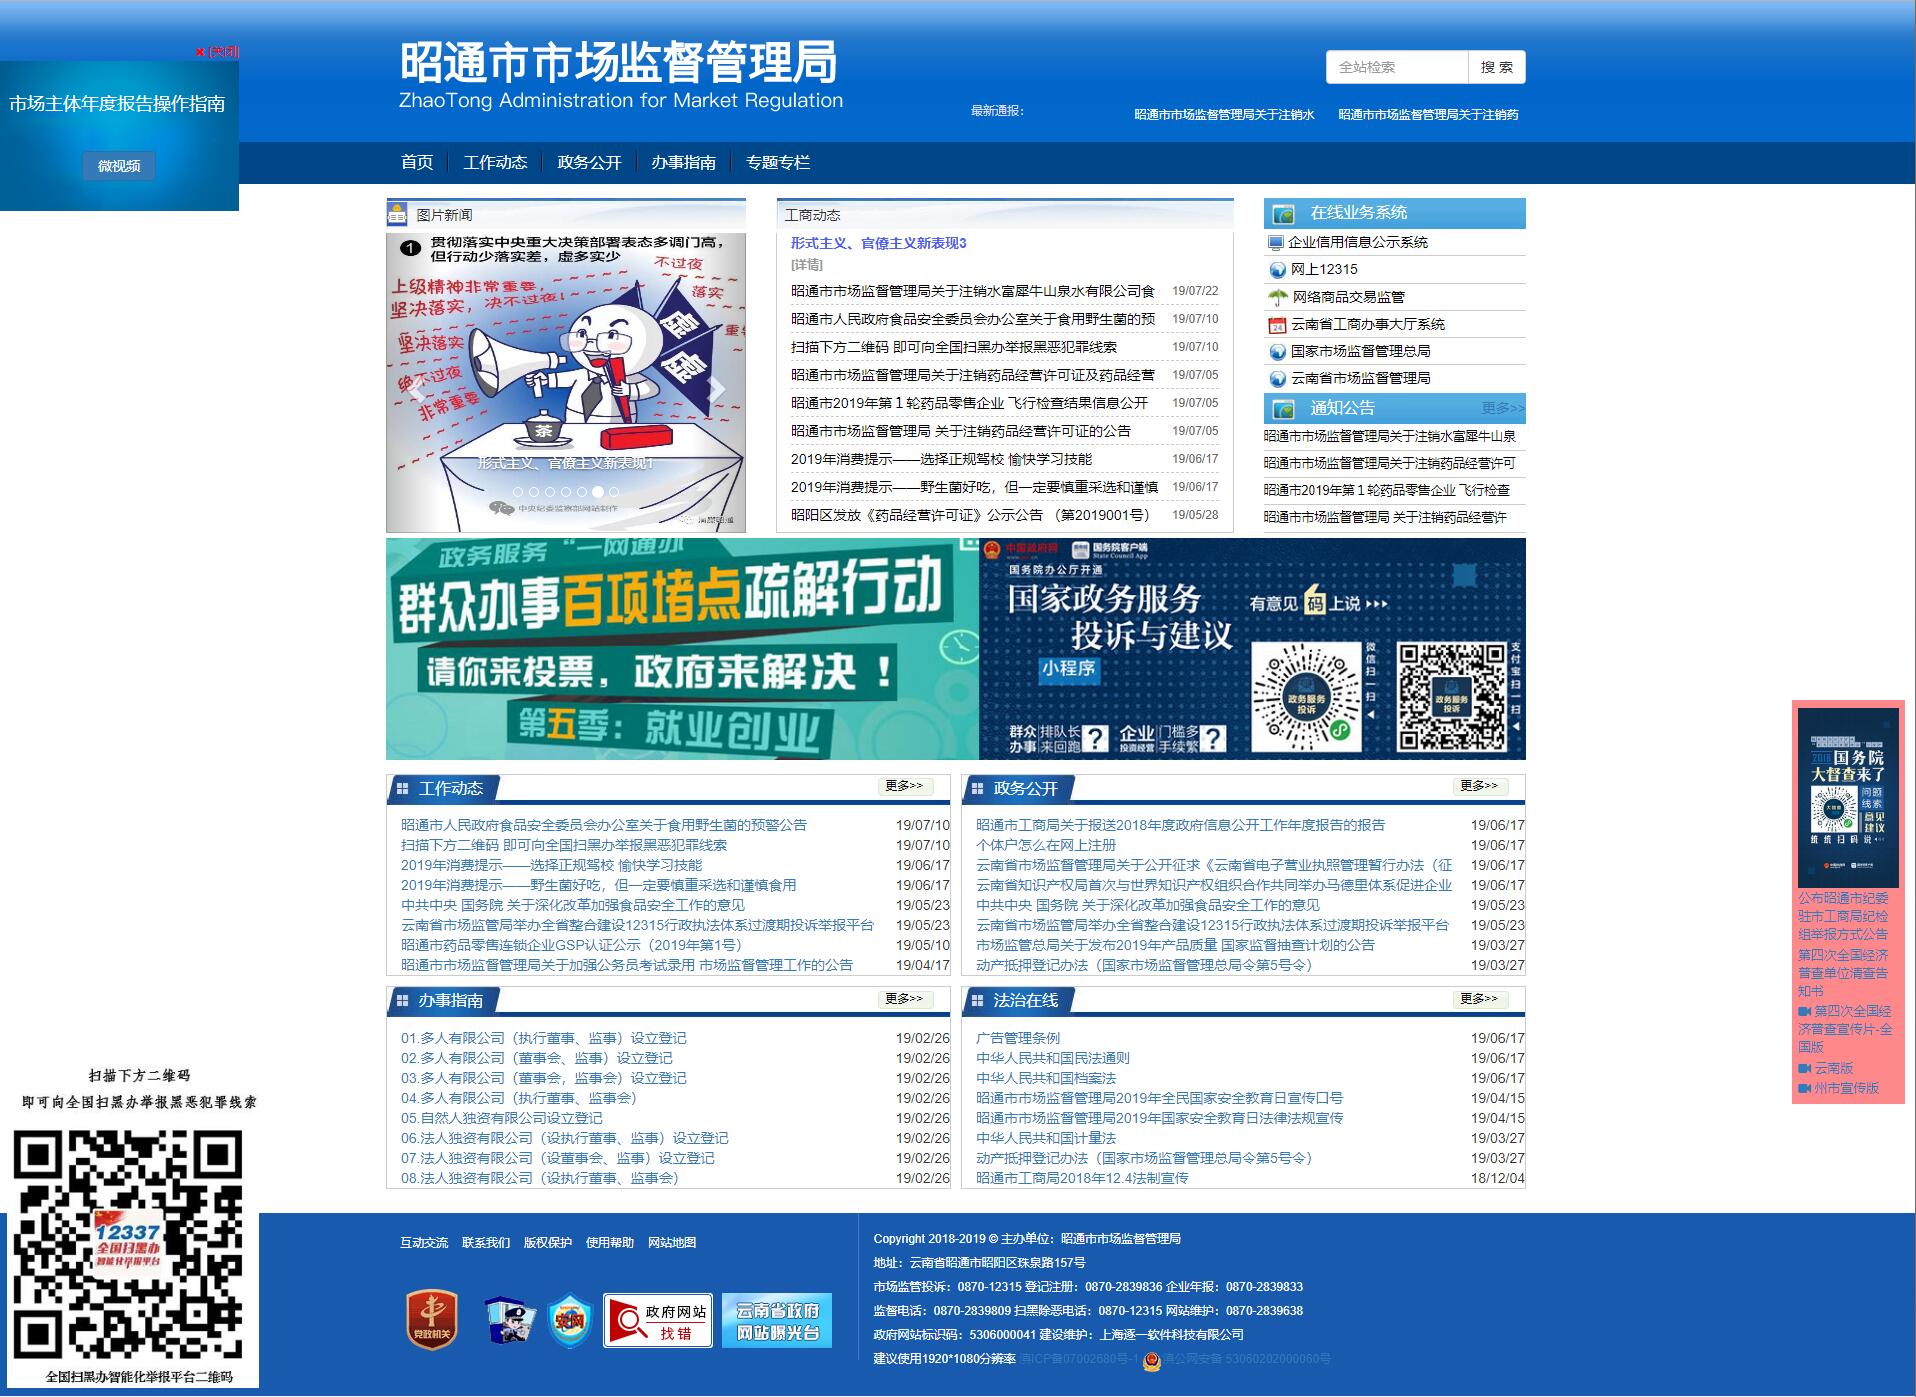 [关闭]
市场主体年度报告操作指南
微视频
昭通市市场监督管理局
ZhaoTong Administration for Market Regulation
全站检索
搜 索
最新通报:
昭通市市场监督管理局关于注销水
昭通市市场监督管理局关于注销药
首页
工作动态
政务公开
办事指南
专题专栏
图片新闻
1 贯彻落实中央重大决策部署表态多调门高，
但行动少落实差，虚多实少
上级精神非常重要，
坚决落实，决不过夜！
不过夜
落实
坚决落实
绝不过夜
非常重要
虚
虚
茶
形式主义、官僚主义新表现1
中央纪委监察部网站制作
工商动态
形式主义、官僚主义新表现3
[详情]
昭通市市场监督管理局关于注销水富犀牛山泉水有限公司食 19/07/22
昭通市人民政府食品安全委员会办公室关于食用野生菌的预 19/07/10
扫描下方二维码 即可向全国扫黑办举报黑恶犯罪线索 19/07/10
昭通市市场监督管理局关于注销药品经营许可证及药品经营 19/07/05
昭通市2019年第１轮药品零售企业 飞行检查结果信息公开 19/07/05
昭通市市场监督管理局 关于注销药品经营许可证的公告 19/07/05
2019年消费提示——选择正规驾校 愉快学习技能 19/06/17
2019年消费提示——野生菌好吃，但一定要慎重采选和谨慎 19/06/17
昭阳区发放《药品经营许可证》公示公告 （第2019001号） 19/05/28
在线业务系统
企业信用信息公示系统
网上12315
网络商品交易监管
云南省工商办事大厅系统
国家市场监督管理总局
云南省市场监督管理局
通知公告 更多>>
昭通市市场监督管理局关于注销水富犀牛山泉
昭通市市场监督管理局关于注销药品经营许可
昭通市2019年第１轮药品零售企业 飞行检查
昭通市市场监督管理局 关于注销药品经营许
政务服务“一网通办
群众办事百项堵点疏解行动
请你来投票，政府来解决！
第五季：就业创业
中国政府网
国务院客户端
State Council App
国务院办公厅开通
国家政务服务
投诉与建议
小程序
有意见码上说
政务服务
投诉
微信扫一扫
政务服务
投诉
支付宝扫一扫
群众办事 排队长来回跑？
企业投资经营 门槛多手续繁？
工作动态 更多>>
昭通市人民政府食品安全委员会办公室关于食用野生菌的预警公告 19/07/10
扫描下方二维码 即可向全国扫黑办举报黑恶犯罪线索 19/07/10
2019年消费提示——选择正规驾校 愉快学习技能 19/06/17
2019年消费提示——野生菌好吃，但一定要慎重采选和谨慎食用 19/06/17
中共中央 国务院 关于深化改革加强食品安全工作的意见 19/05/23
云南省市场监管局举办全省整合建设12315行政执法体系过渡期投诉举报平台 19/05/23
昭通市药品零售连锁企业GSP认证公示（2019年第1号） 19/05/10
昭通市市场监督管理局关于加强公务员考试录用 市场监督管理工作的公告 19/04/17
政务公开 更多>>
昭通市工商局关于报送2018年度政府信息公开工作年度报告的报告 19/06/17
个体户怎么在网上注册 19/06/17
云南省市场监督管理局关于公开征求《云南省电子营业执照管理暂行办法（征 19/06/17
云南省知识产权局首次与世界知识产权组织合作共同举办马德里体系促进企业 19/06/17
中共中央 国务院 关于深化改革加强食品安全工作的意见 19/05/23
云南省市场监管局举办全省整合建设12315行政执法体系过渡期投诉举报平台 19/05/23
市场监管总局关于发布2019年产品质量 国家监督抽查计划的公告 19/03/27
动产抵押登记办法（国家市场监督管理总局令第5号令） 19/03/27
办事指南 更多>>
01.多人有限公司（执行董事、监事）设立登记 19/02/26
02.多人有限公司（董事会、监事）设立登记 19/02/26
03.多人有限公司（董事会，监事会）设立登记 19/02/26
04.多人有限公司（执行董事、监事会） 19/02/26
05.自然人独资有限公司设立登记 19/02/26
06.法人独资有限公司（设执行董事、监事）设立登记 19/02/26
07.法人独资有限公司（设董事会、监事）设立登记 19/02/26
08.法人独资有限公司（设执行董事、监事会） 19/02/26
法治在线 更多>>
广告管理条例 19/06/17
中华人民共和国民法通则 19/06/17
中华人民共和国档案法 19/06/17
昭通市市场监督管理局2019年全民国家安全教育日宣传口号 19/04/15
昭通市市场监督管理局2019年国家安全教育日法律法规宣传 19/04/15
中华人民共和国计量法 19/03/27
动产抵押登记办法（国家市场监督管理总局令第5号令） 19/03/27
昭通市工商局2018年12.4法制宣传 18/12/04
2018 国务院
大督查来了
问题
线索
意见
建议
统统扫码说
公布昭通市纪委
驻市工商局纪检
组举报方式公告
第四次全国经济
普查单位清查告
知书
第四次全国经
济普查宣传片-全
国版
云南版
州市宣传版
扫描下方二维码
即可向全国扫黑办举报黑恶犯罪线索
12337
全国扫黑办
智能化举报平台
全国扫黑办智能化举报平台二维码
互动交流 联系我们 版权保护 使用帮助 网站地图
党政机关
政府网站
找错
云南省政府
网站曝光台
Copyright 2018-2019 © 主办单位：昭通市市场监督管理局
地址：云南省昭通市昭阳区珠泉路157号
市场监管投诉：0870-12315 登记注册：0870-2839836 企业年报：0870-2839833
监督电话：0870-2839809 扫黑除恶电话：0870-12315 网站维护：0870-2839638
政府网站标识码：5306000041 建设维护：上海逐一软件科技有限公司
建议使用1920*1080分辨率 滇ICP备07002680号-1 滇公网安备 53060202000060号